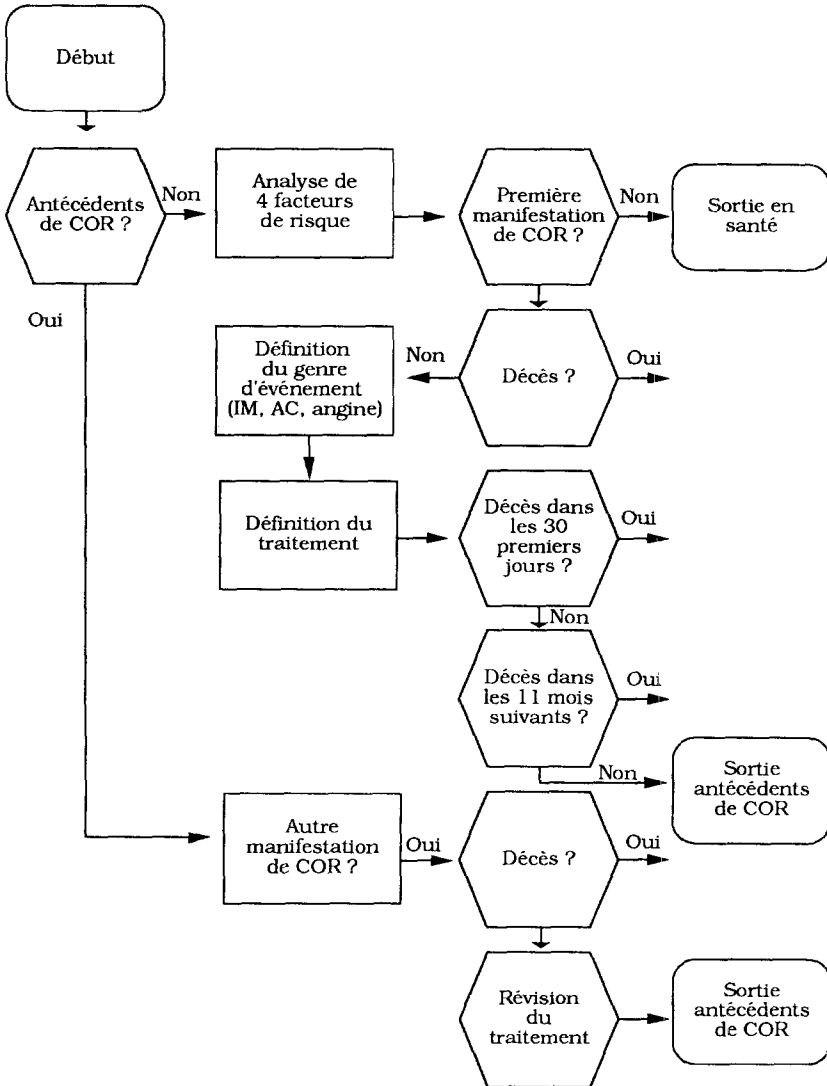 Début
Antécédents
de COR ?
Non
Analyse de
4 facteurs
de risque
Première
manifestation
de COR ?
Non
Sortie en
santé
Oui
Définition
du genre
d'événement
(IM, AC, angine)
Non
Décès ?
Oui
Définition du
traitement
Décès dans
les 30
premiers
jours ?
Oui
Non
Décès dans
les 11 mois
suivants ?
Oui
Non
Sortie
antécédents
de COR
Autre
manifestation
de COR ?
Oui
Décès ?
Oui
Révision
du
traitement
Sortie
antécédents
de COR